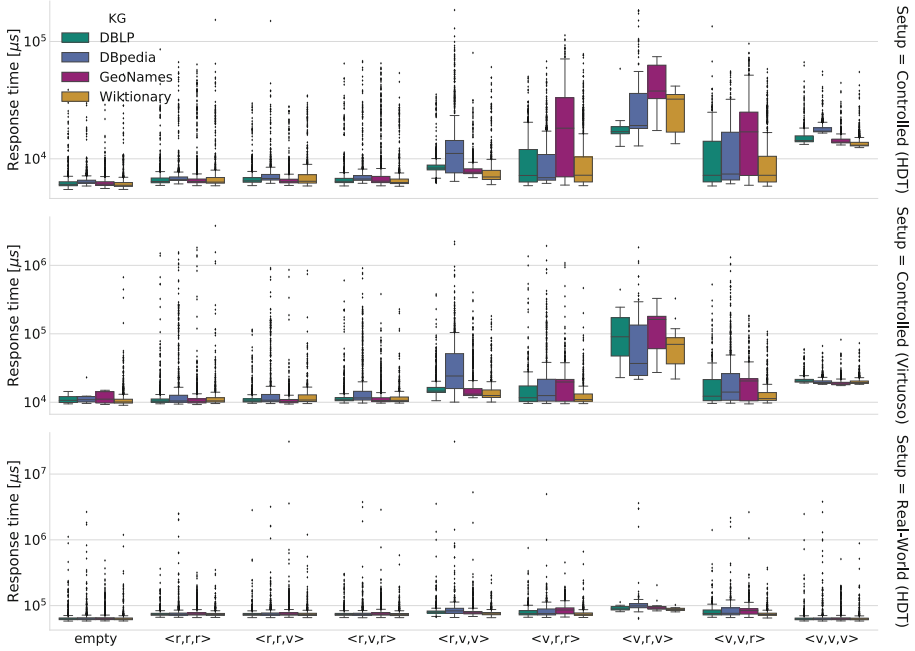 KG
DBLP
DBpedia
GeoNames
Wiktionary
10^5
10^4
Response time [μs]
Setup = Controlled (HDT)
10^6
10^5
10^4
Response time [μs]
Setup = Controlled (Virtuoso)
10^7
10^6
10^5
Response time [μs]
Setup = Real-World (HDT)
empty <r,r,r> <r,r,v> <r,v,r> <r,v,v> <v,r,r> <v,r,v> <v,v,r> <v,v,v>